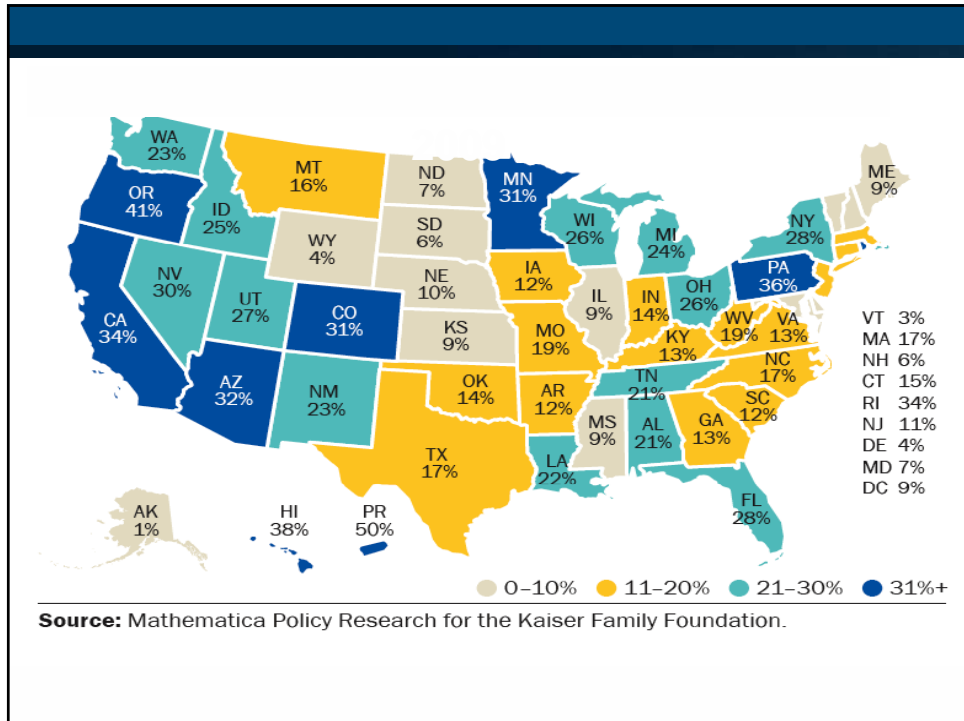 WA
23%
OR
41%
CA
34%
NV
30%
ID
25%
MT
16%
WY
4%
UT
27%
CO
31%
AZ
32%
NM
23%
ND
7%
SD
6%
NE
10%
KS
9%
OK
14%
TX
17%
MN
31%
IA
12%
MO
19%
AR
12%
LA
22%
WI
26%
IL
9%
MS
9%
MI
24%
IN
14%
KY
13%
TN
21%
AL
21%
OH
26%
WV
19%
VA
13%
NC
17%
SC
12%
GA
13%
FL
28%
PA
36%
NY
28%
ME
9%
VT 3%
MA 17%
NH 6%
CT 15%
RI 34%
NJ 11%
DE 4%
MD 7%
DC 9%
AK
1%
HI
38%
PR
50%
0–10% 11–20% 21–30% 31%+
Source: Mathematica Policy Research for the Kaiser Family Foundation.